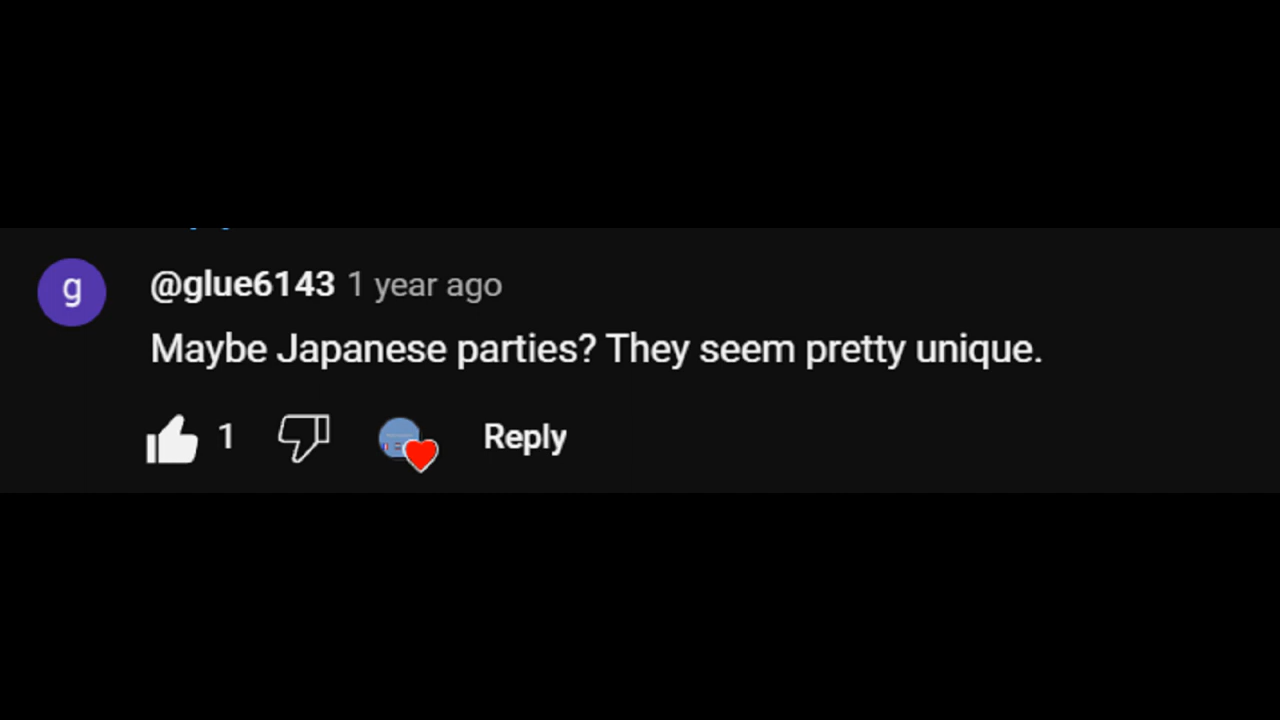 g
@glue6143 1 year ago
Maybe Japanese parties? They seem pretty unique.
1 Reply